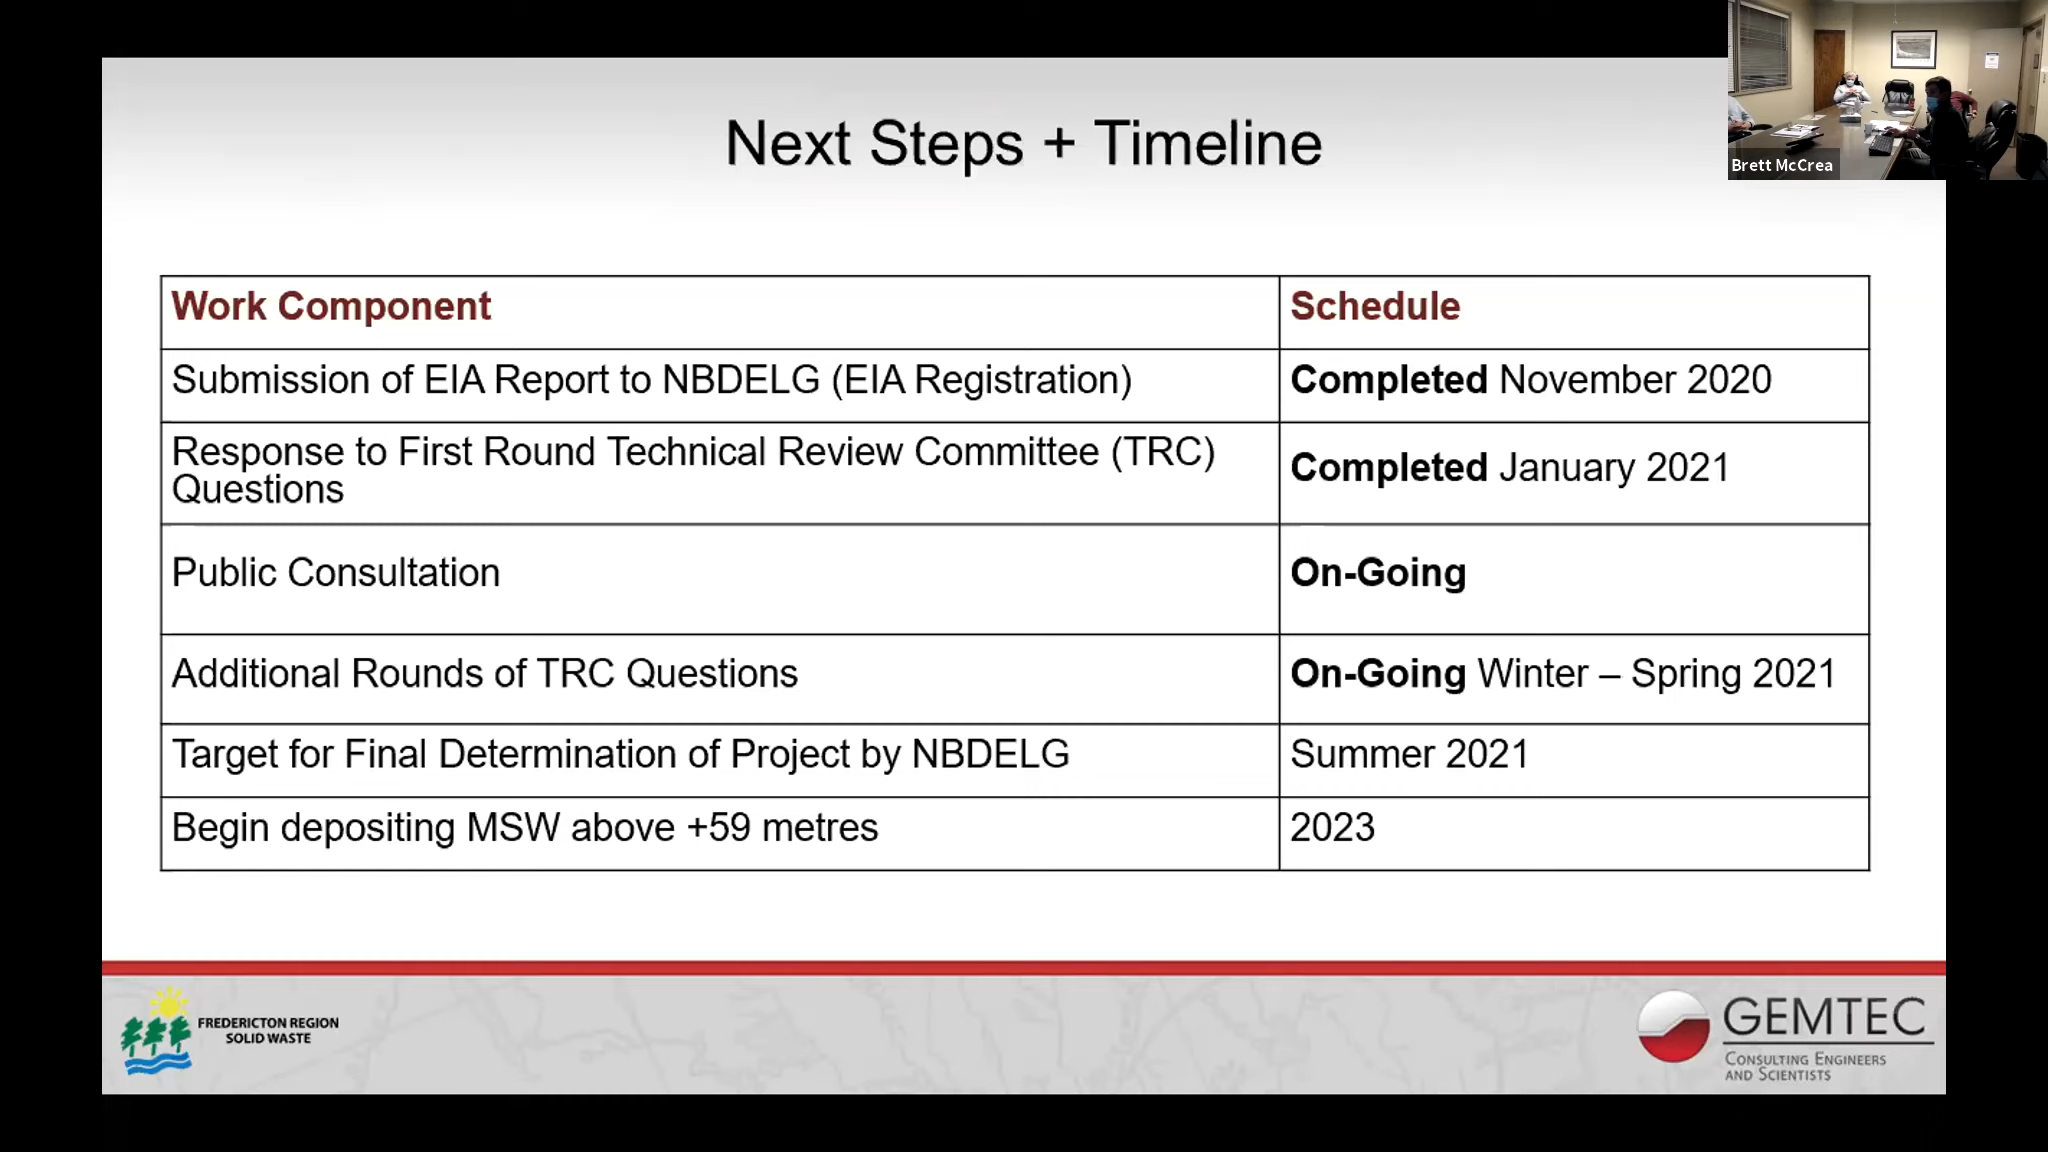 Next Steps + Timeline
Brett McCrea
Work Component
Schedule
Submission of EIA Report to NBDELG (EIA Registration)
Completed November 2020
Response to First Round Technical Review Committee (TRC)
Questions
Completed January 2021
Public Consultation
On-Going
Additional Rounds of TRC Questions
On-Going Winter – Spring 2021
Target for Final Determination of Project by NBDELG
Summer 2021
Begin depositing MSW above +59 metres
2023
FREDERICTON REGION
SOLID WASTE
GEMTEC
CONSULTING ENGINEERS
AND SCIENTISTS